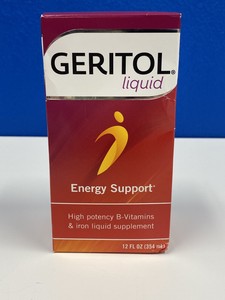 GERITOL®
liquid
Energy Support*
High potency B-Vitamins
& iron liquid supplement
12 FL OZ (354 mL)